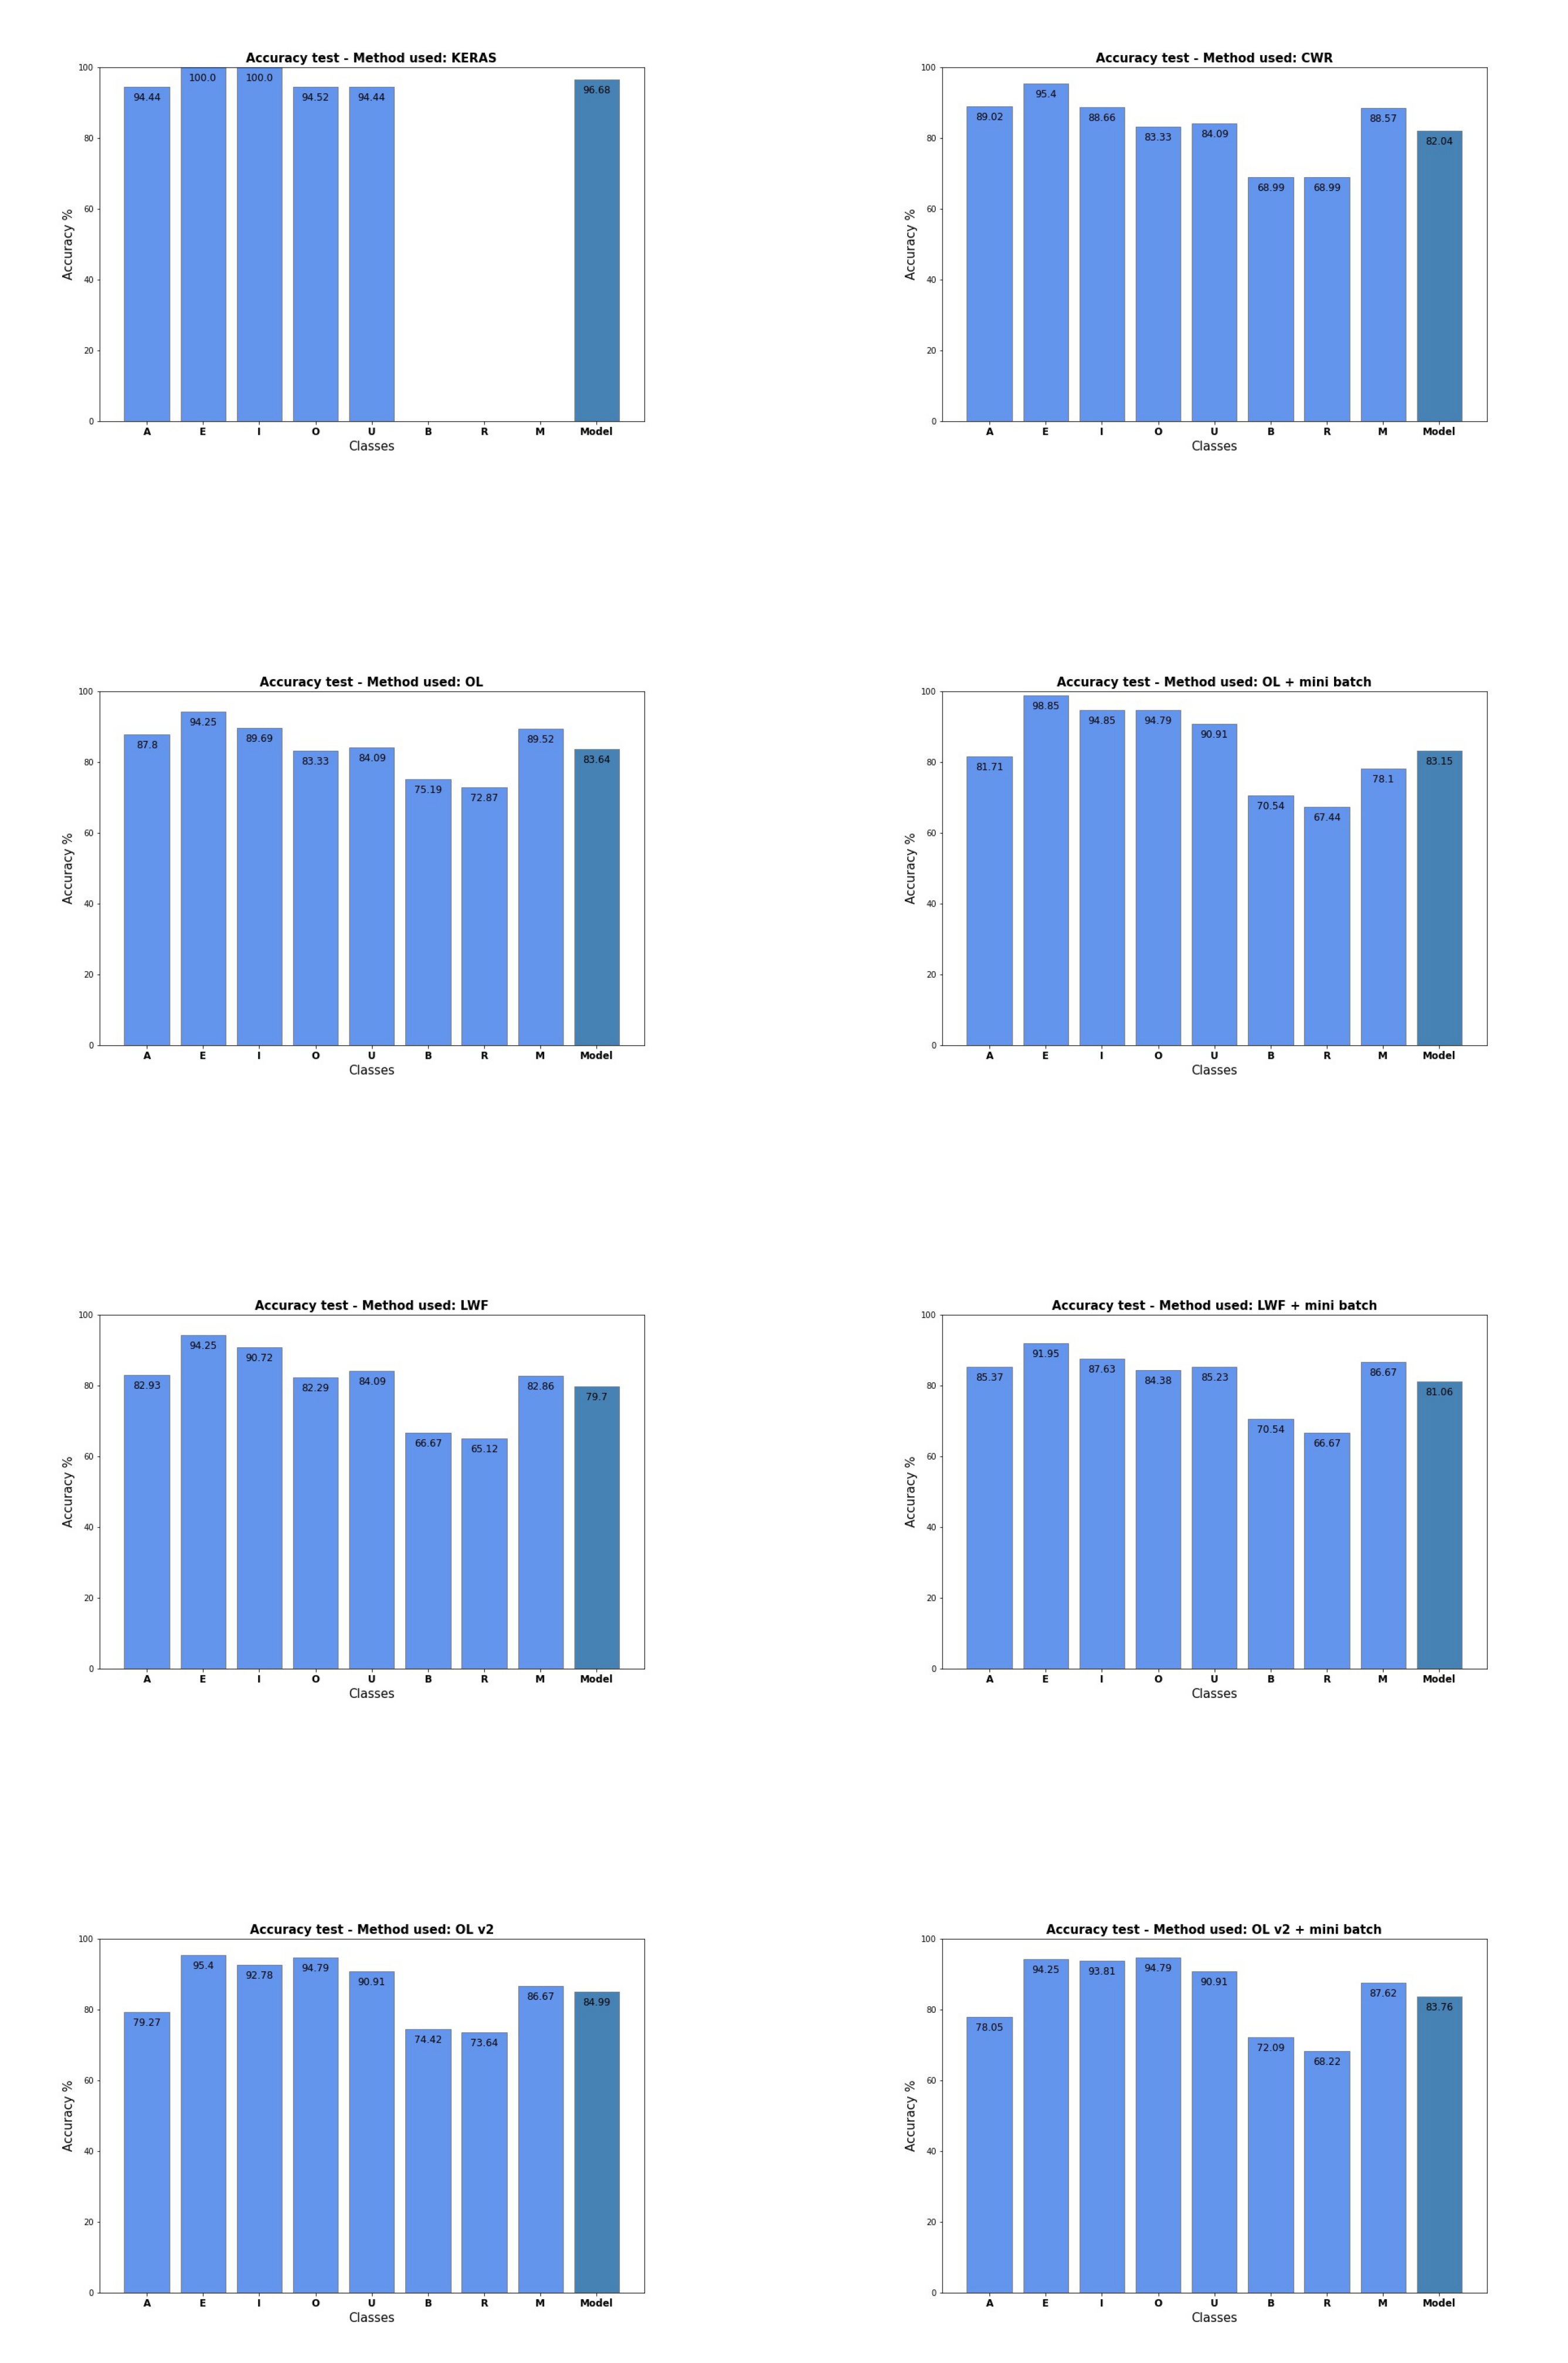 Accuracy test - Method used: KERAS
100
80
60
40
20
0
Accuracy %
94.44 100.0 100.0 94.52 94.44 96.68
A E I O U B R M Model
Classes
Accuracy test - Method used: CWR
100
80
60
40
20
0
Accuracy %
89.02 95.4 88.66 83.33 84.09 68.99 68.99 88.57 82.04
A E I O U B R M Model
Classes
Accuracy test - Method used: OL
100
80
60
40
20
0
Accuracy %
87.8 94.25 89.69 83.33 84.09 75.19 72.87 89.52 83.64
A E I O U B R M Model
Classes
Accuracy test - Method used: OL + mini batch
100
80
60
40
20
0
Accuracy %
81.71 98.85 94.85 94.79 90.91 70.54 67.44 78.1 83.15
A E I O U B R M Model
Classes
Accuracy test - Method used: LWF
100
80
60
40
20
0
Accuracy %
82.93 94.25 90.72 82.29 84.09 66.67 65.12 82.86 79.7
A E I O U B R M Model
Classes
Accuracy test - Method used: LWF + mini batch
100
80
60
40
20
0
Accuracy %
85.37 91.95 87.63 84.38 85.23 70.54 66.67 86.67 81.06
A E I O U B R M Model
Classes
Accuracy test - Method used: OL v2
100
80
60
40
20
0
Accuracy %
79.27 95.4 92.78 94.79 90.91 74.42 73.64 86.67 84.99
A E I O U B R M Model
Classes
Accuracy test - Method used: OL v2 + mini batch
100
80
60
40
20
0
Accuracy %
78.05 94.25 93.81 94.79 90.91 72.09 68.22 87.62 83.76
A E I O U B R M Model
Classes